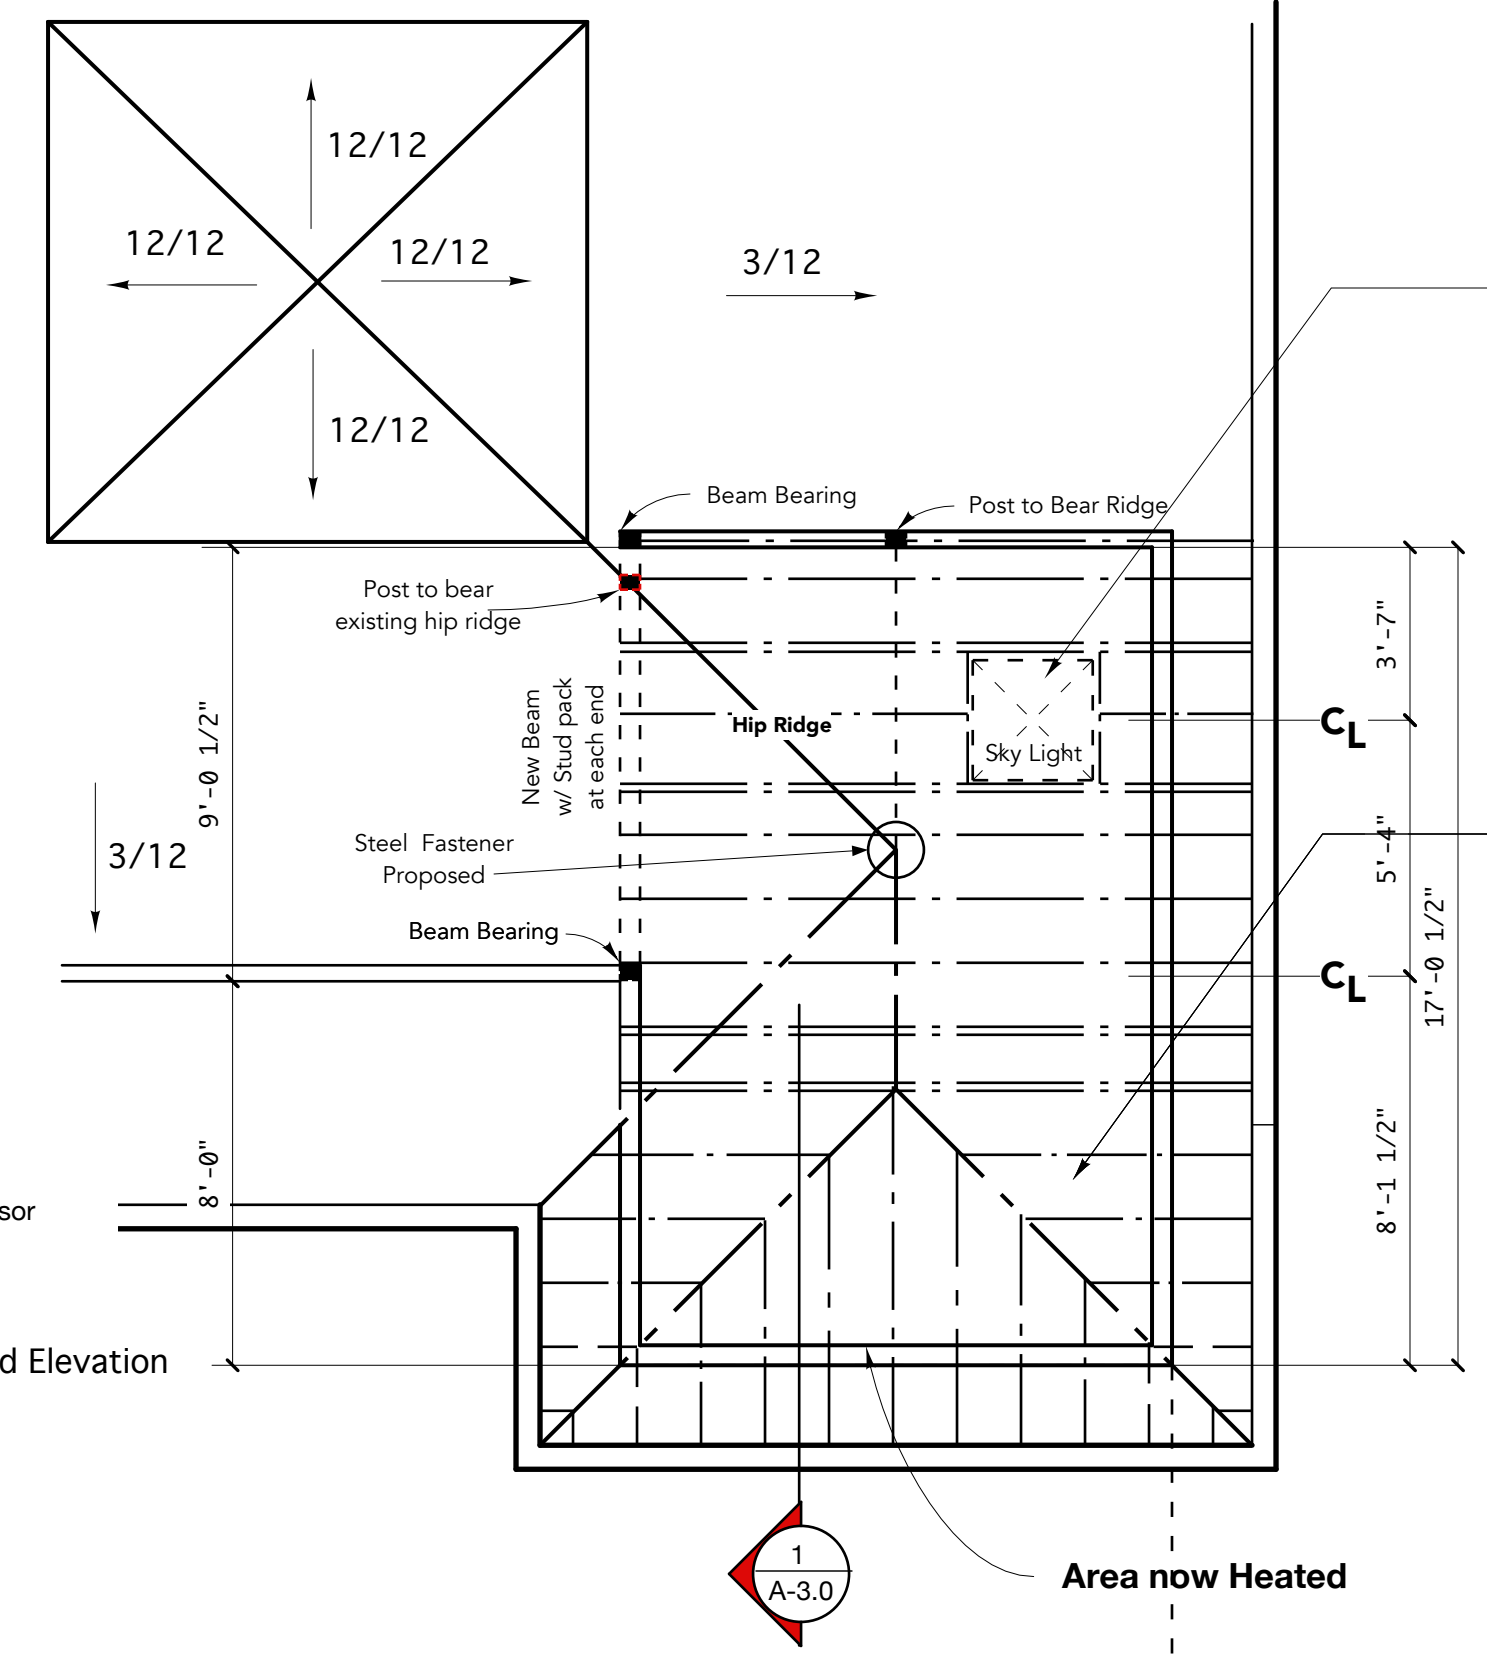 12/12
12/12
12/12
3/12
12/12
Beam Bearing
Post to Bear Ridge
Post to bear
existing hip ridge
3'-7"
New Beam
w/ Stud pack
at each end
Hip Ridge
CL
Sky Light
9'-0 1/2"
Steel Fastener
Proposed
5'-4"
3/12
Beam Bearing
17'-0 1/2"
CL
8'-0"
8'-1 1/2"
sor
d Elevation
1
A-3.0
Area now Heated